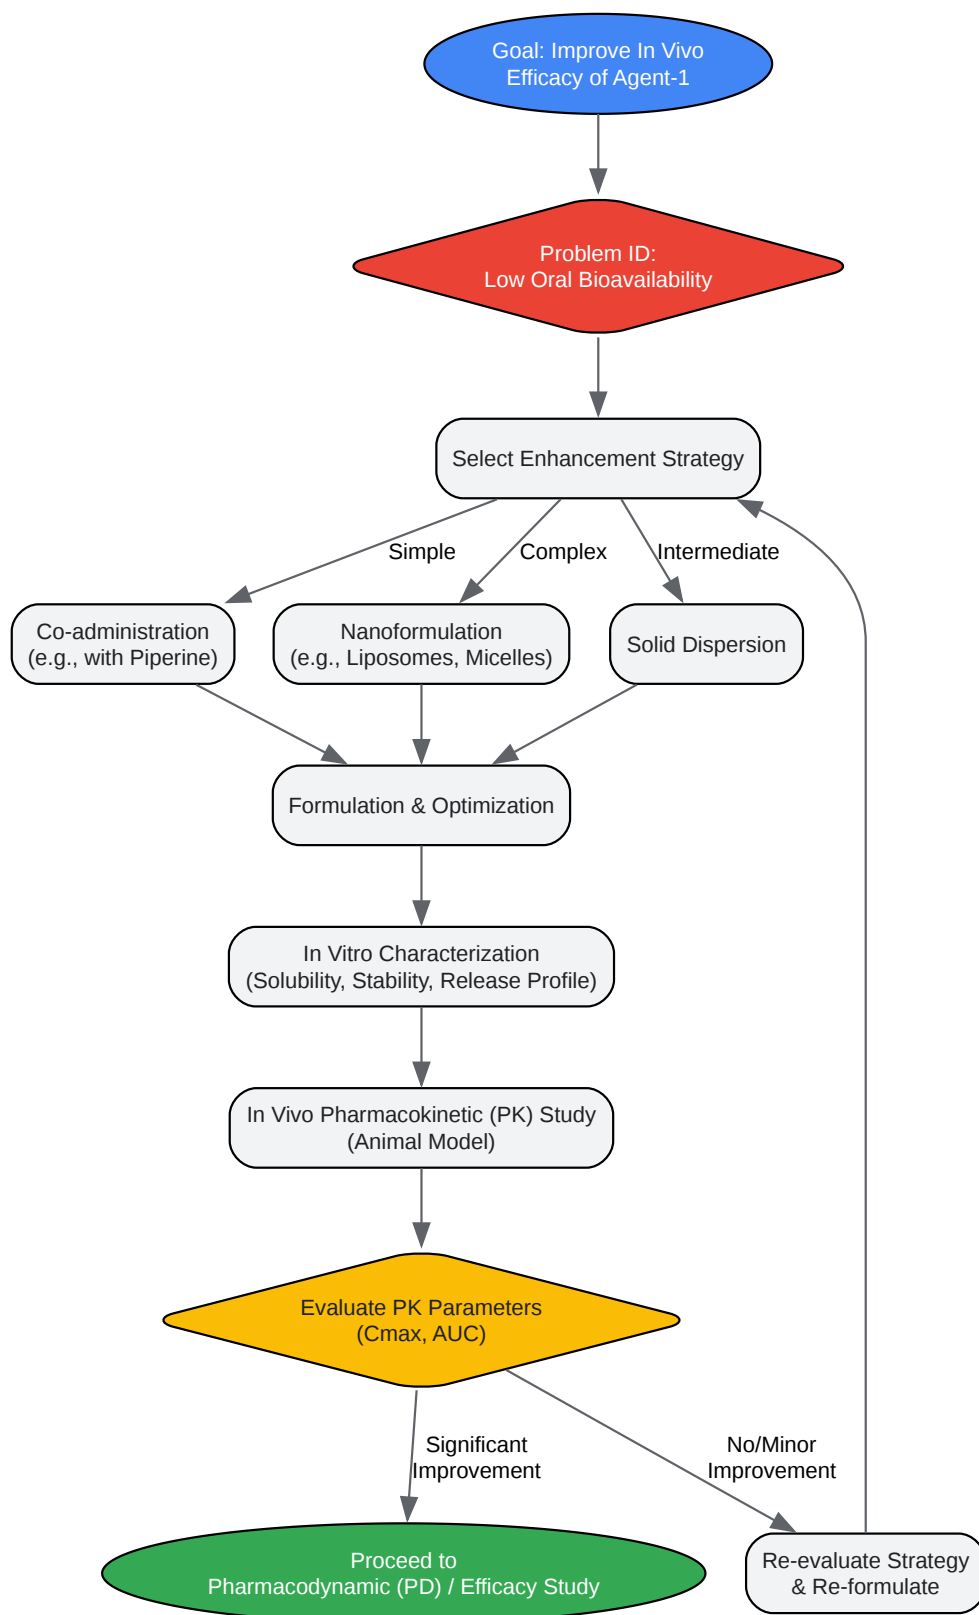 Goal: Improve In Vivo
Efficacy of Agent-1
Problem ID:
Low Oral Bioavailability
Select Enhancement Strategy
Simple
Complex
Intermediate
Co-administration
(e.g., with Piperine)
Nanoformulation
(e.g., Liposomes, Micelles)
Solid Dispersion
Formulation & Optimization
In Vitro Characterization
(Solubility, Stability, Release Profile)
In Vivo Pharmacokinetic (PK) Study
(Animal Model)
Evaluate PK Parameters
(Cmax, AUC)
Significant
Improvement
No/Minor
Improvement
Proceed to
Pharmacodynamic (PD) / Efficacy Study
Re-evaluate Strategy
& Re-formulate